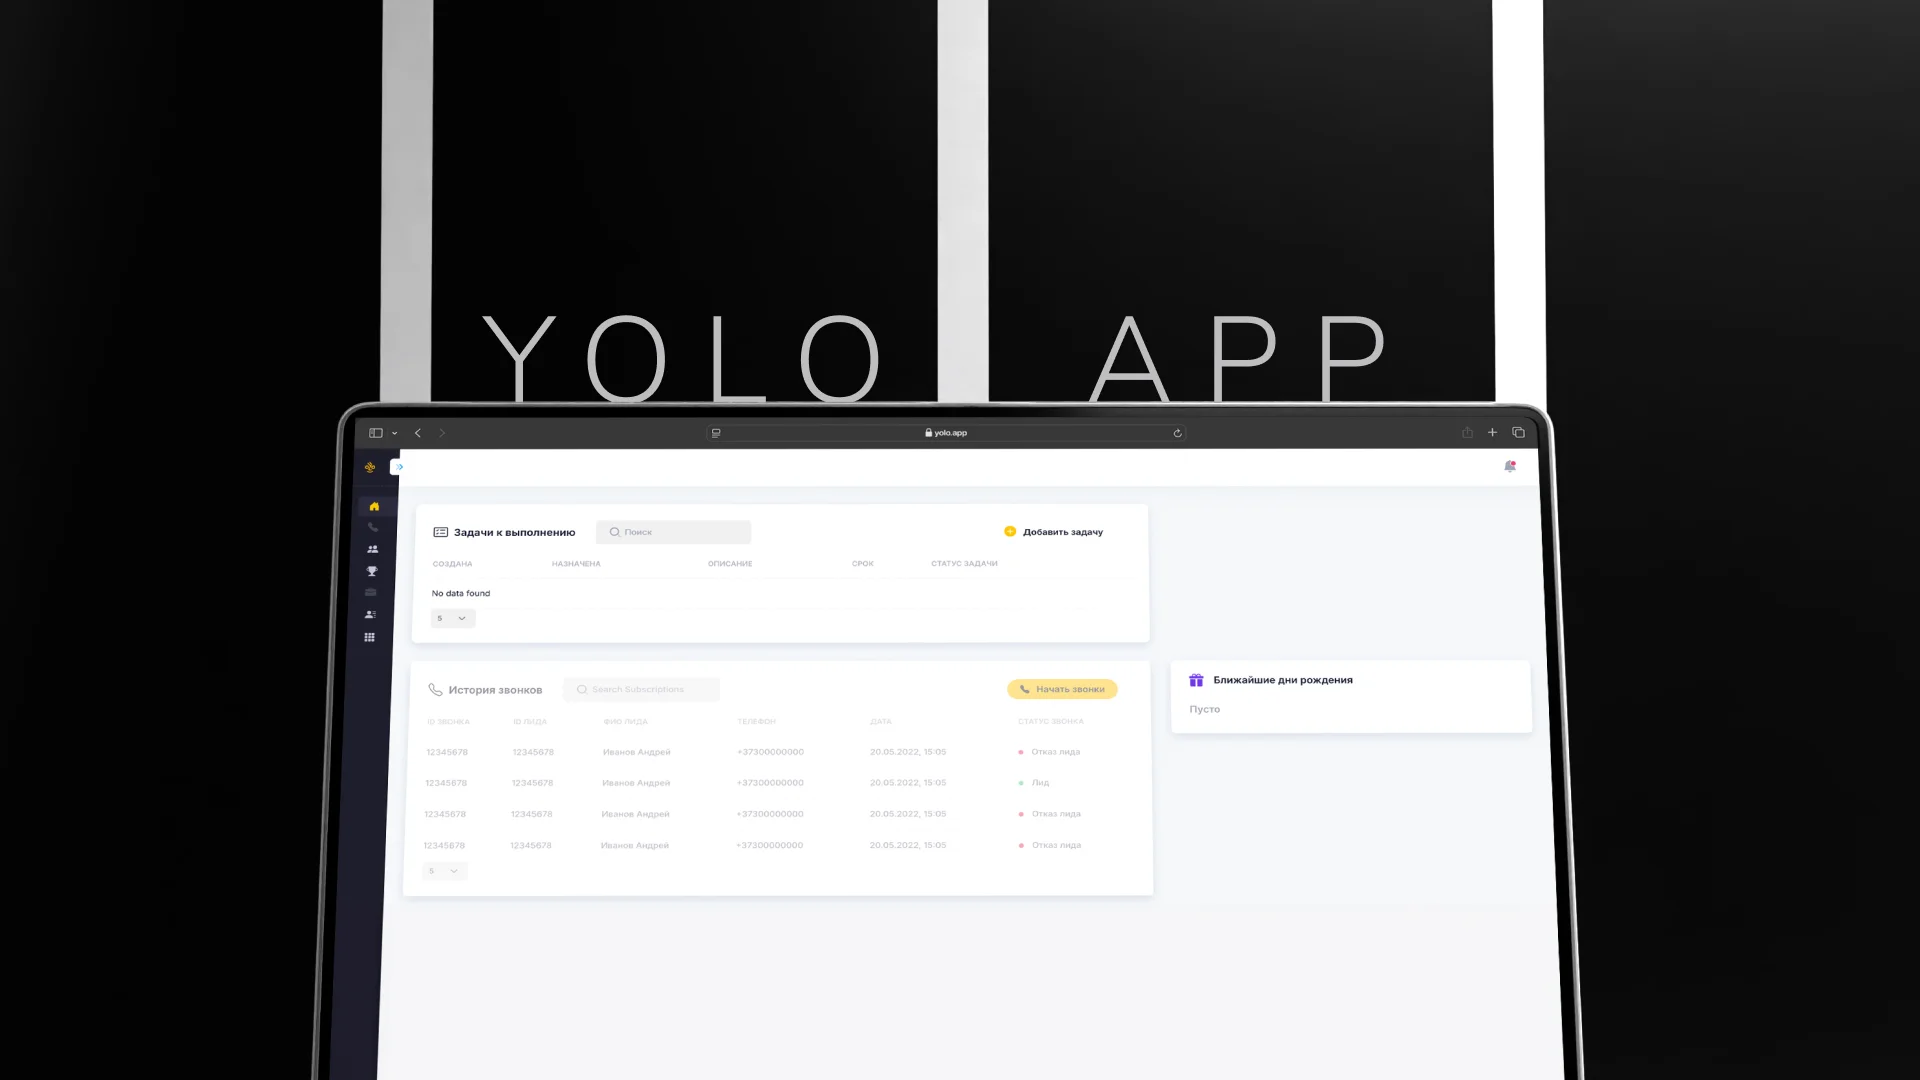 YOLO APP
yolo.app
Задачи к выполнению Поиск Добавить задачу
СОЗДАНА НАЗНАЧЕНА ОПИСАНИЕ СРОК СТАТУС ЗАДАЧИ
No data found
5
История звонков Search Subscriptions Начать звонки
ID ЗВОНКА ID ЛИДА ФИО ЛИДА ТЕЛЕФОН ДАТА СТАТУС ЗВОНКА
12345678 12345678 Иванов Андрей +37300000000 20.05.2022, 15:05 Отказ лида
12345678 12345678 Иванов Андрей +37300000000 20.05.2022, 15:05 Лид
12345678 12345678 Иванов Андрей +37300000000 20.05.2022, 15:05 Отказ лида
12345678 12345678 Иванов Андрей +37300000000 20.05.2022, 15:05 Отказ лида
5
Ближайшие дни рождения
Пусто